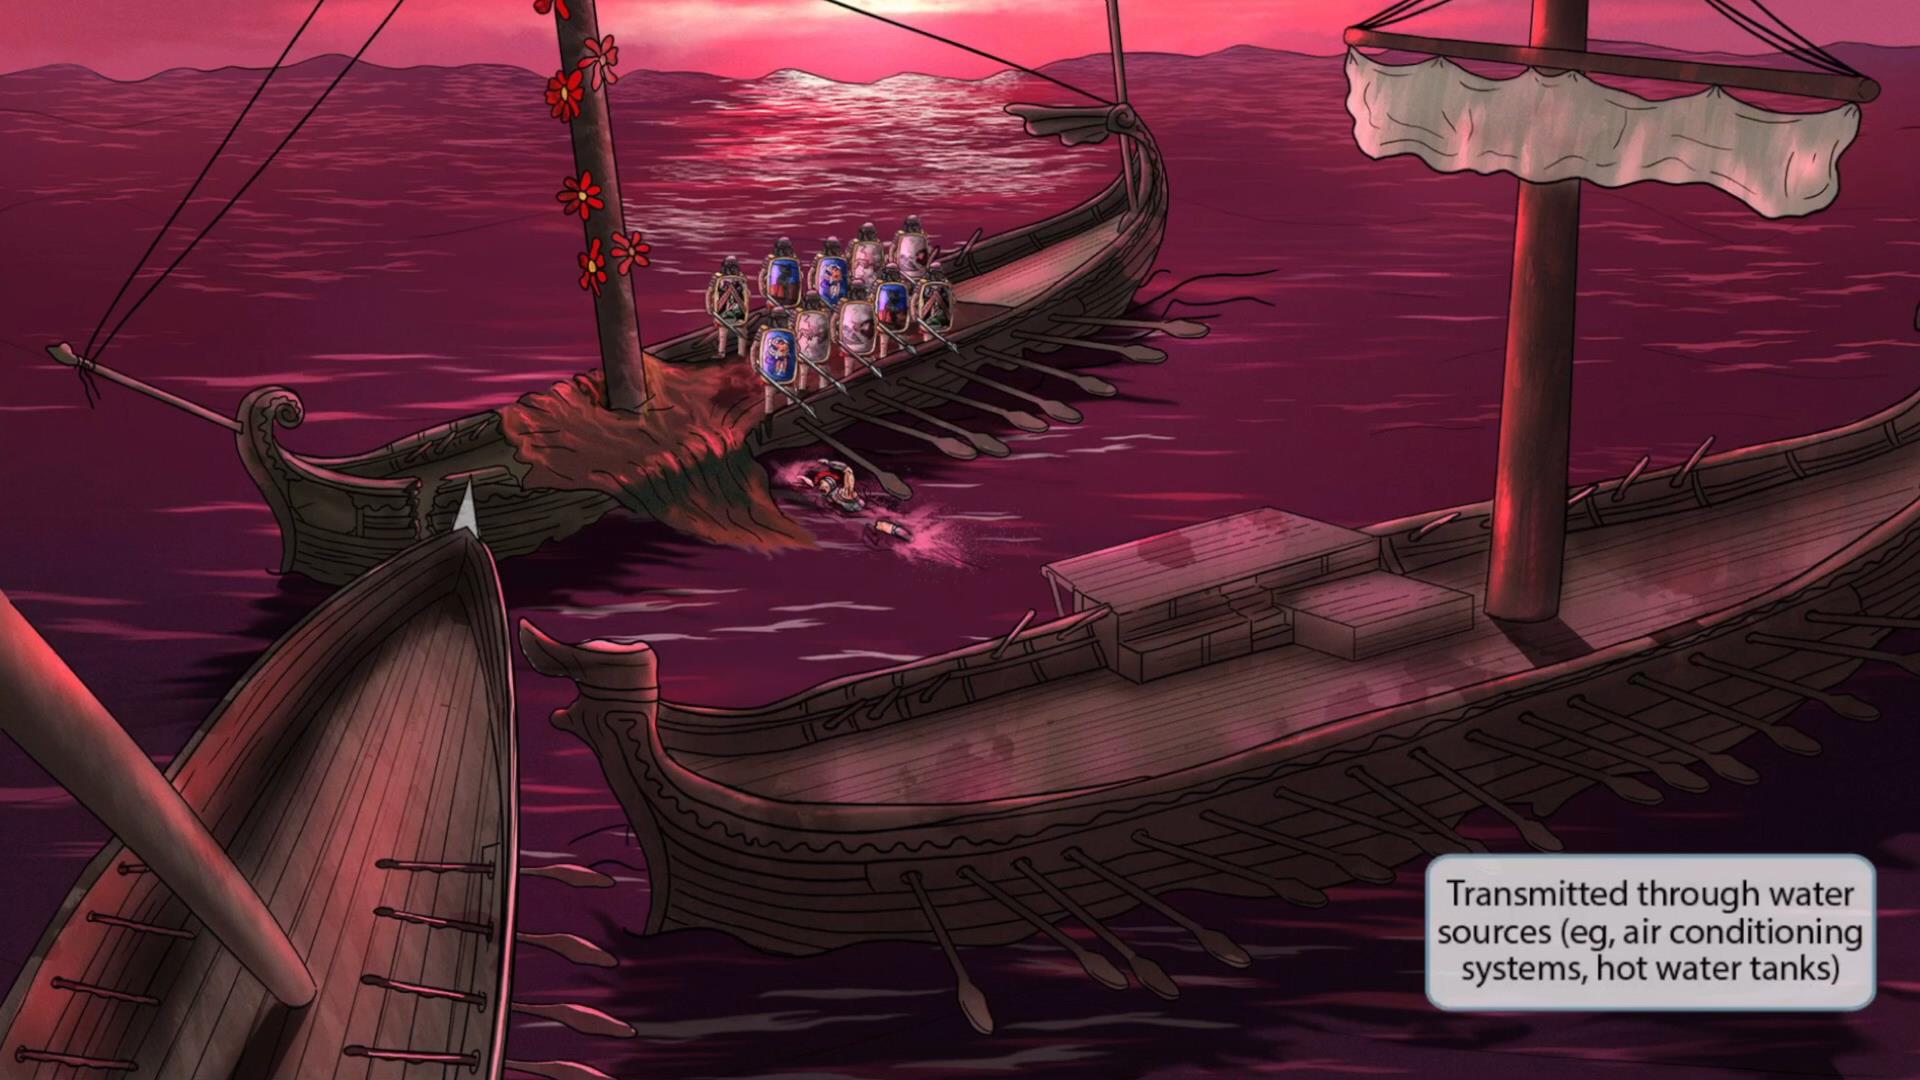 Transmitted through water
sources (eg, air conditioning
systems, hot water tanks)